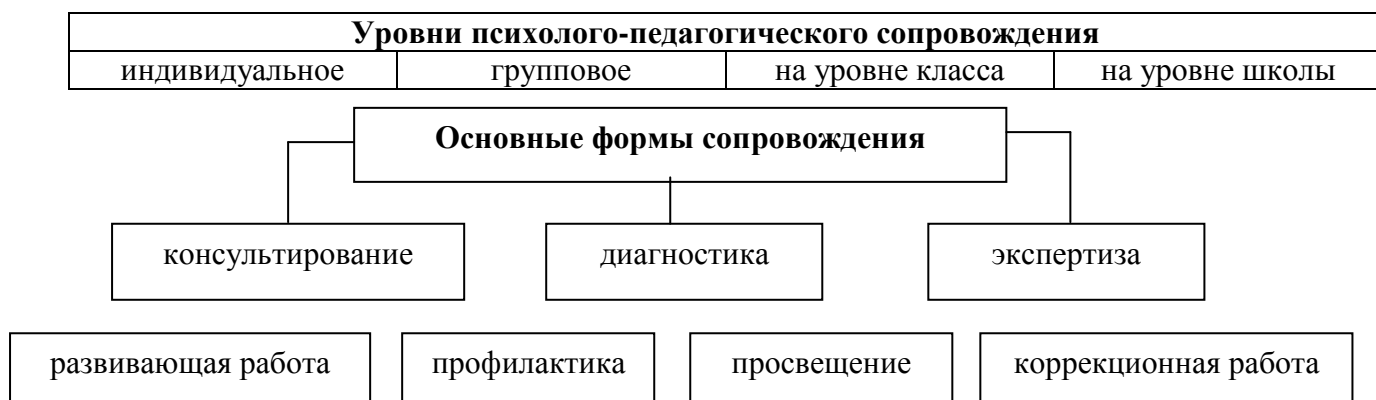 Уровни психолого-педагогического сопровождения
индивидуальное групповое на уровне класса на уровне школы
Основные формы сопровождения
консультирование диагностика экспертиза
развивающая работа профилактика просвещение коррекционная работа